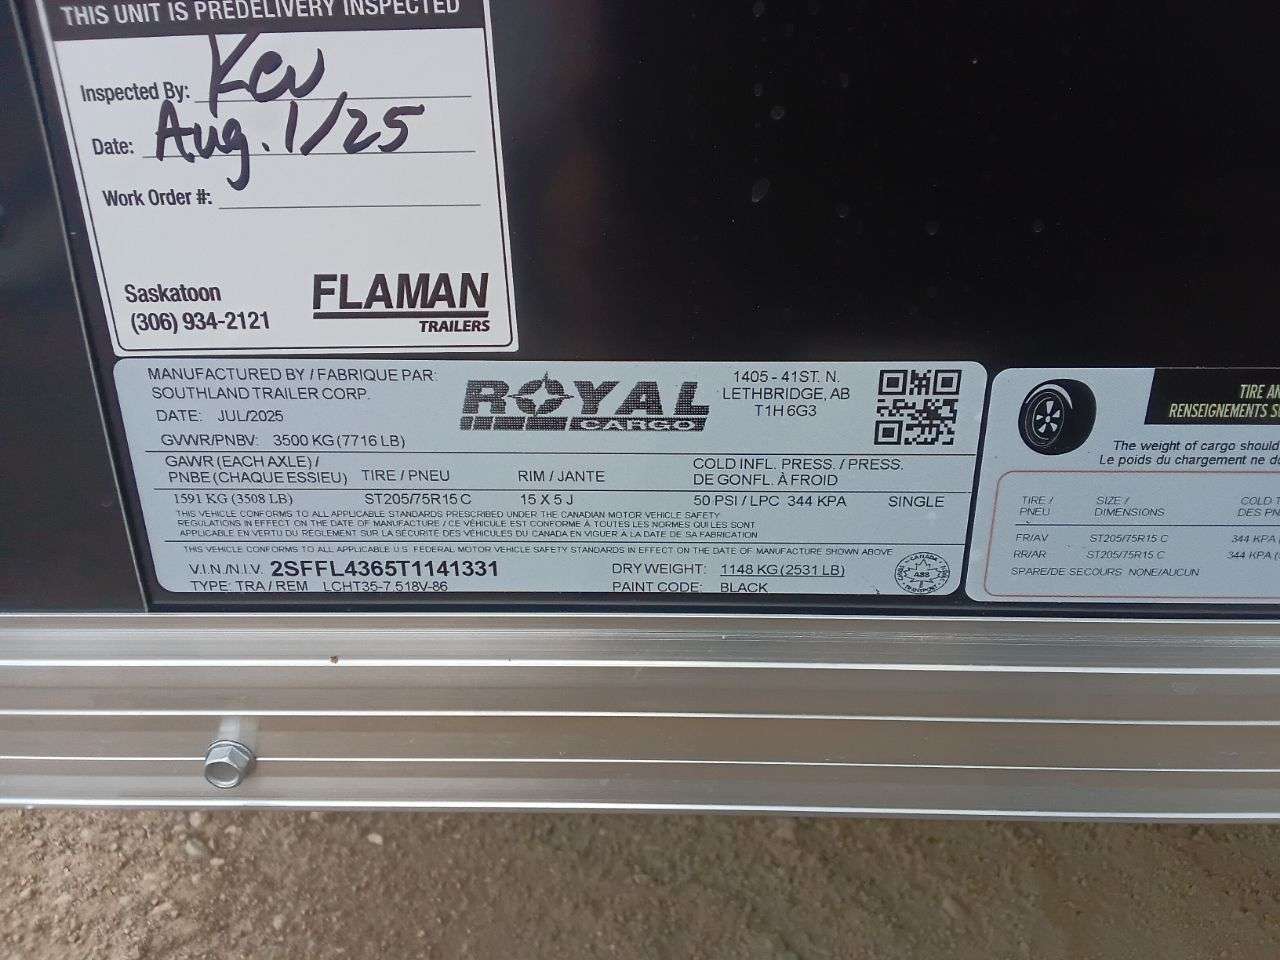 THIS UNIT IS PREDELIVERY INSPECTED
Inspected By: Kev
Date: Aug. 1/25
Work Order #:
Saskatoon
(306) 934-2121
FLAMAN
TRAILERS
MANUFACTURED BY / FABRIQUE PAR:
SOUTHLAND TRAILER CORP.
DATE: JUL/2025
GVWR/PNBV: 3500 KG (7716 LB)
ROYAL
CARGO
1405 - 41ST. N.
LETHBRIDGE, AB
T1H 6G3
GAWR (EACH AXLE) /
PNBE (CHAQUE ESSIEU)
TIRE / PNEU
RIM / JANTE
COLD INFL. PRESS. / PRESS.
DE GONFL. À FROID
1591 KG (3508 LB) ST205/75R15 C 15 X 5 J 50 PSI / LPC 344 KPA SINGLE
THIS VEHICLE CONFORMS TO ALL APPLICABLE STANDARDS PRESCRIBED UNDER THE CANADIAN MOTOR VEHICLE SAFETY
REGULATIONS IN EFFECT ON THE DATE OF MANUFACTURE / CE VÉHICULE EST CONFORME À TOUTES LES NORMES QUI LES SONT
APPLICABLE EN VERTU DU RÈGLEMENT SUR LA SÉCURITÉ DES VÉHICULES DU CANADA EN VIGUER A LA DATE DE SA FABRICATION
THIS VEHICLE CONFORMS TO ALL APPLICABLE U.S. FEDERAL MOTOR VEHICLE SAFETY STANDARDS IN EFFECT ON THE DATE OF MANUFACTURE SHOWN ABOVE
V.I.N./N.I.V. 2SFFL4365T1141331 DRY WEIGHT: 1148 KG (2531 LB)
TYPE: TRA / REM LCHT35-7.518V-86 PAINT CODE: BLACK
CANADA
TRANSPORT
TIRE AN
RENSEIGNEMENTS SU
The weight of cargo should
Le poids du chargement ne do
TIRE /
PNEU
SIZE /
DIMENSIONS
COLD T
DES PN
FR/AV ST205/75R15 C 344 KPA (
RR/AR ST205/75R15 C 344 KPA (
SPARE/DE SECOURS NONE/AUCUN